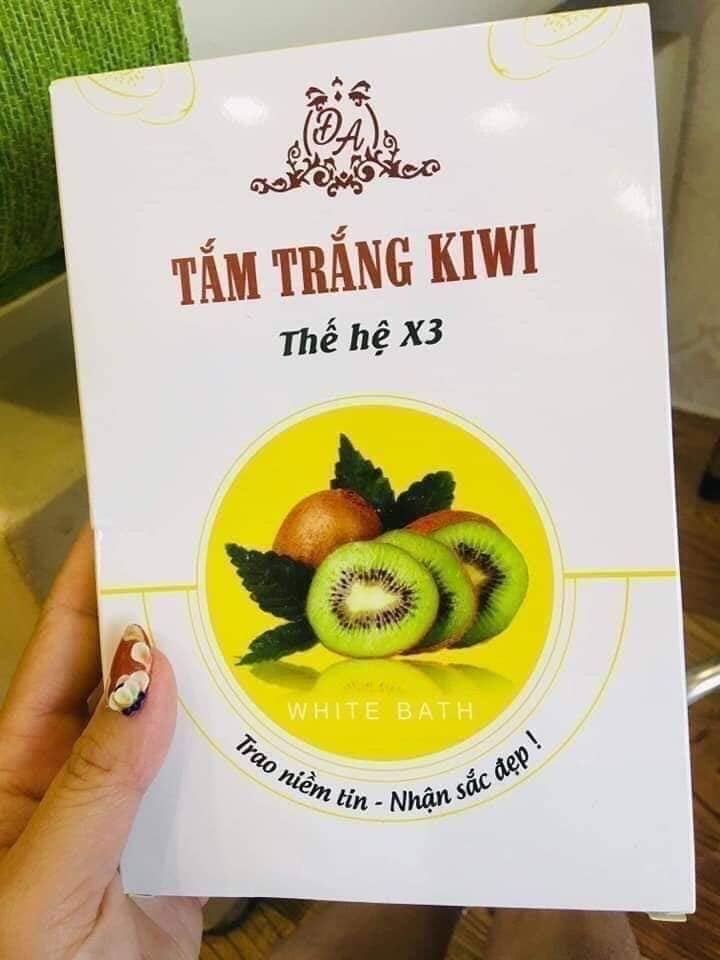 ĐA
TẮM TRẮNG KIWI
Thế hệ X3
WHITE BATH
Trao niềm tin - Nhận sắc đẹp !